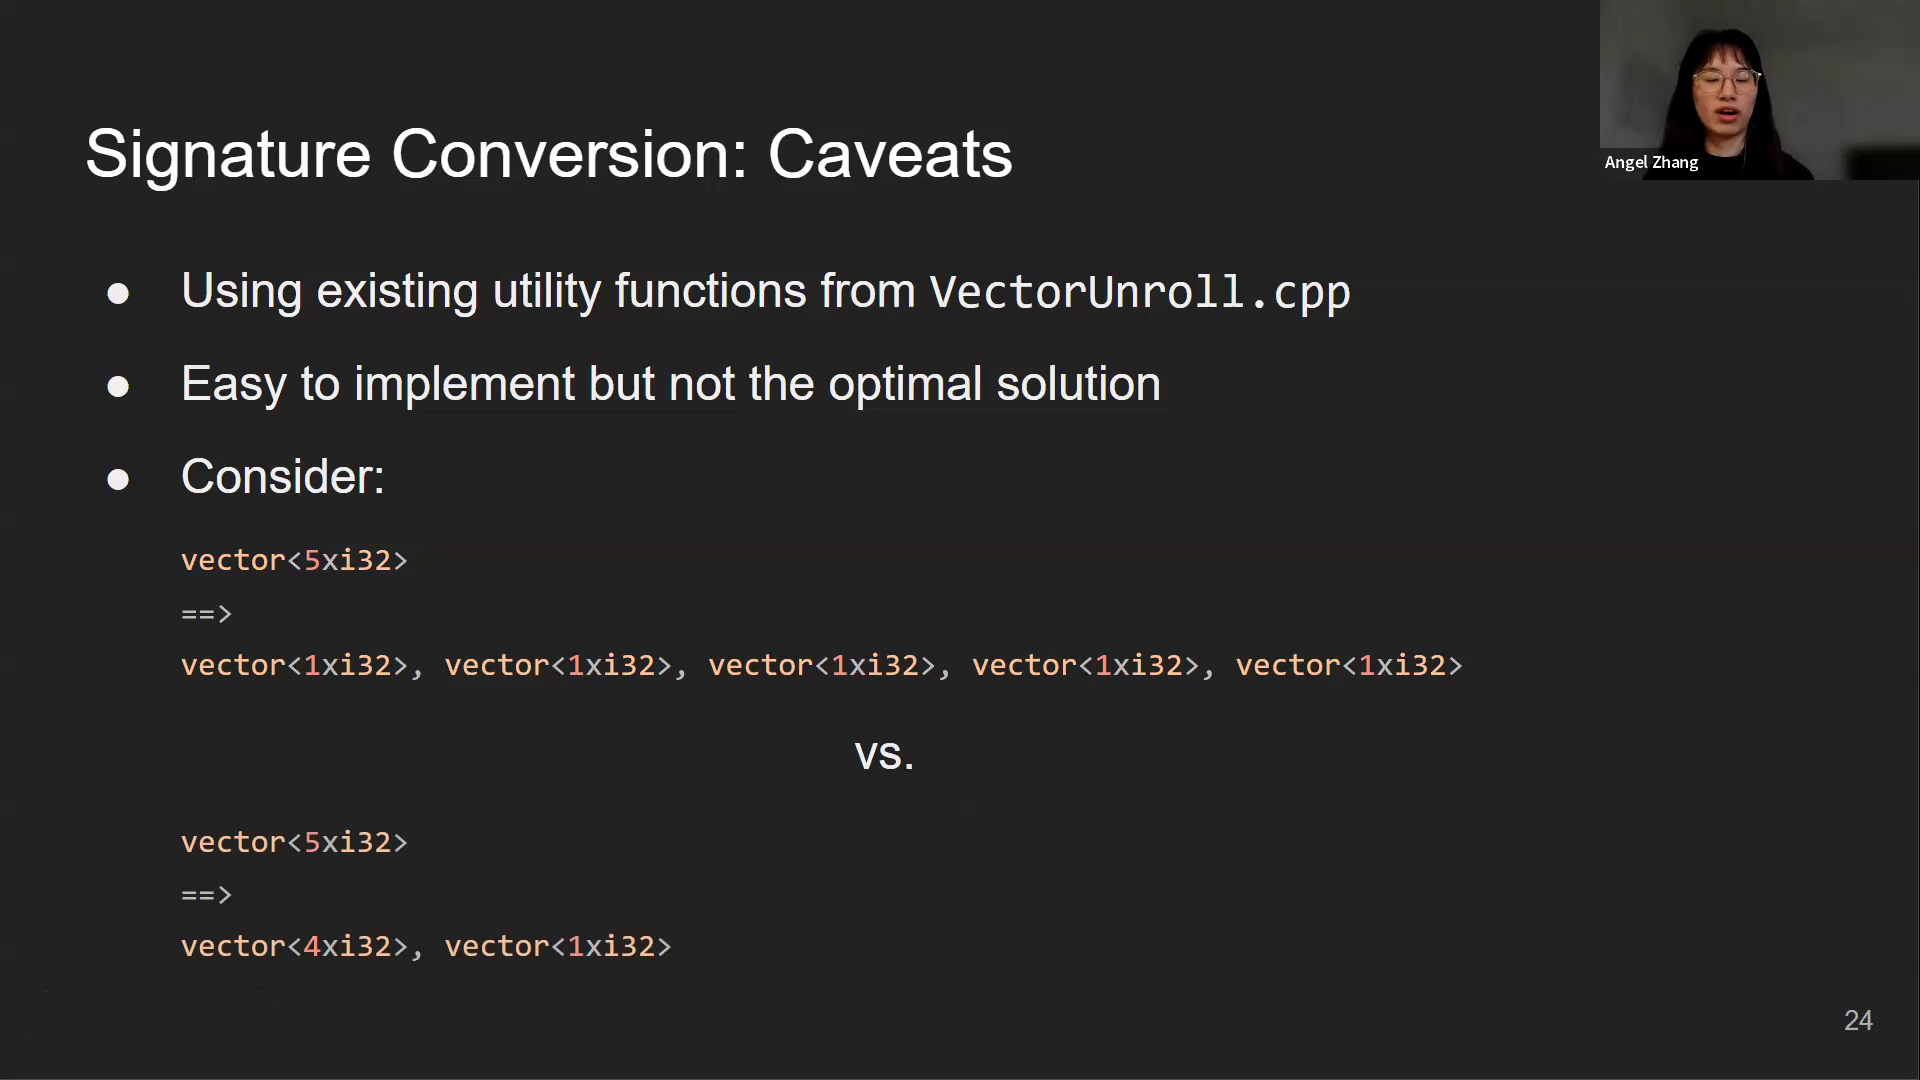 Angel Zhang
Signature Conversion: Caveats
● Using existing utility functions from VectorUnroll.cpp
● Easy to implement but not the optimal solution
● Consider:
vector<5xi32>
==>
vector<1xi32>, vector<1xi32>, vector<1xi32>, vector<1xi32>, vector<1xi32>
vs.
vector<5xi32>
==>
vector<4xi32>, vector<1xi32>
24